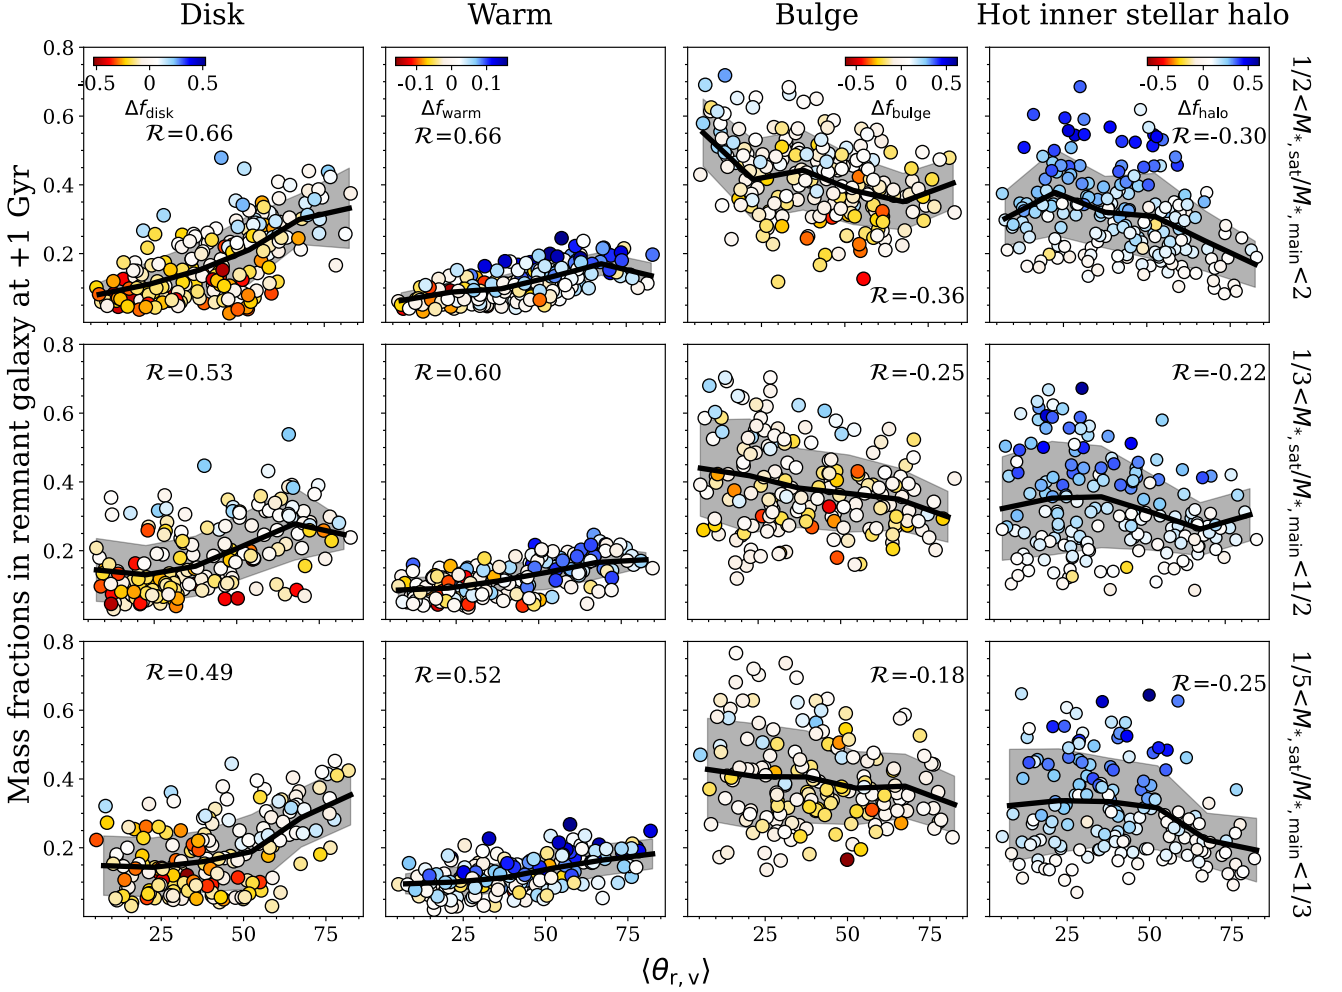 Disk Warm Bulge Hot inner stellar halo
Mass fractions in remnant galaxy at + 1 Gyr
0.8
0.6
0.4
0.2
-0.5 0 0.5
Δf_disk
ℛ=0.66
-0.1 0 0.1
Δf_warm
ℛ=0.66
-0.5 0 0.5
Δf_bulge
ℛ=-0.36
-0.5 0 0.5
Δf_halo
ℛ=-0.30
1/2<M_*, sat/M_*, main<2
0.8
0.6
0.4
0.2
ℛ=0.53
ℛ=0.60
ℛ=-0.25
ℛ=-0.22
1/3<M_*, sat/M_*, main<1/2
0.8
0.6
0.4
0.2
ℛ=0.49
ℛ=0.52
ℛ=-0.18
ℛ=-0.25
1/5<M_*, sat/M_*, main<1/3
25 50 75 25 50 75 25 50 75 25 50 75
⟨θ_r, v⟩